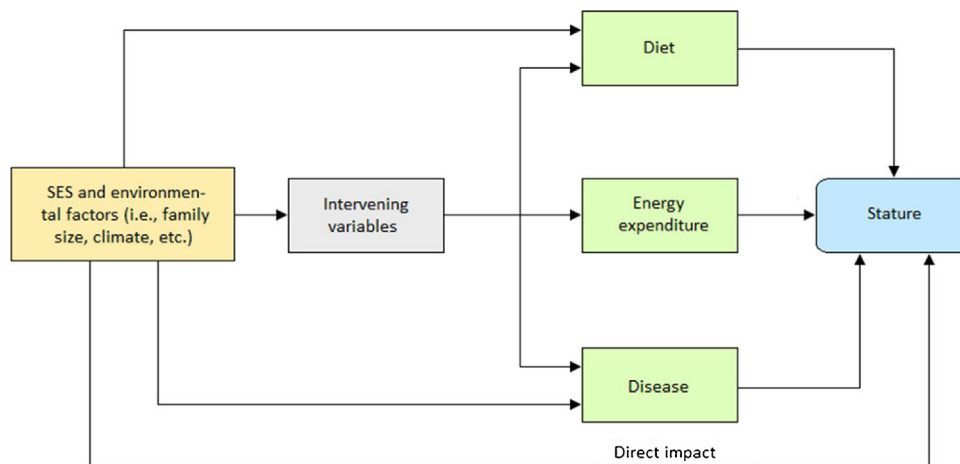 Diet
SES and environmen-
tal factors (i.e., family
size, climate, etc.)
Intervening
variables
Energy
expenditure
Stature
Disease
Direct impact